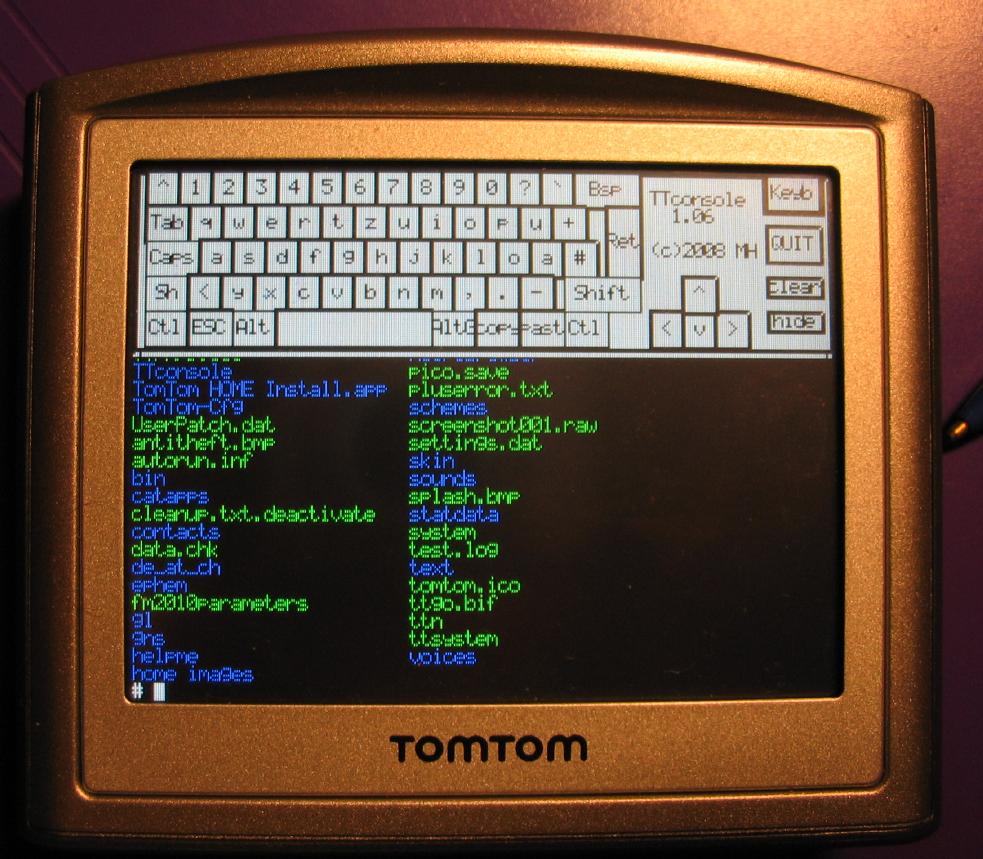 ^ 1 2 3 4 5 6 7 8 9 0 ? ` Bsp
Tab q w e r t z u i o p u + Ret
Caps a s d f g h j k l o a #
Sh < y x c v b n m , . - Shift
Ctl ESC Alt AltG Copy Past Ctl
TTconsole
1.06
(c)2008 MH
^
< v >
Keyb
QUIT
Clear
hide
TTconsole pico.save
TomTom HOME Install.app pluserror.txt
TomTom-Cfg schemes
UserPatch.dat screenshot001.raw
antitheft.bmp settings.dat
autorun.inf skin
bin sounds
catapps splash.bmp
cleanup.txt.deactivate statdata
contacts system
data.chk test.log
de_at_ch text
ephem tomtom.ico
fm2010parameters ttgo.bif
gl ttn
gns ttsystem
helpme voices
home images
#
TOMTOM